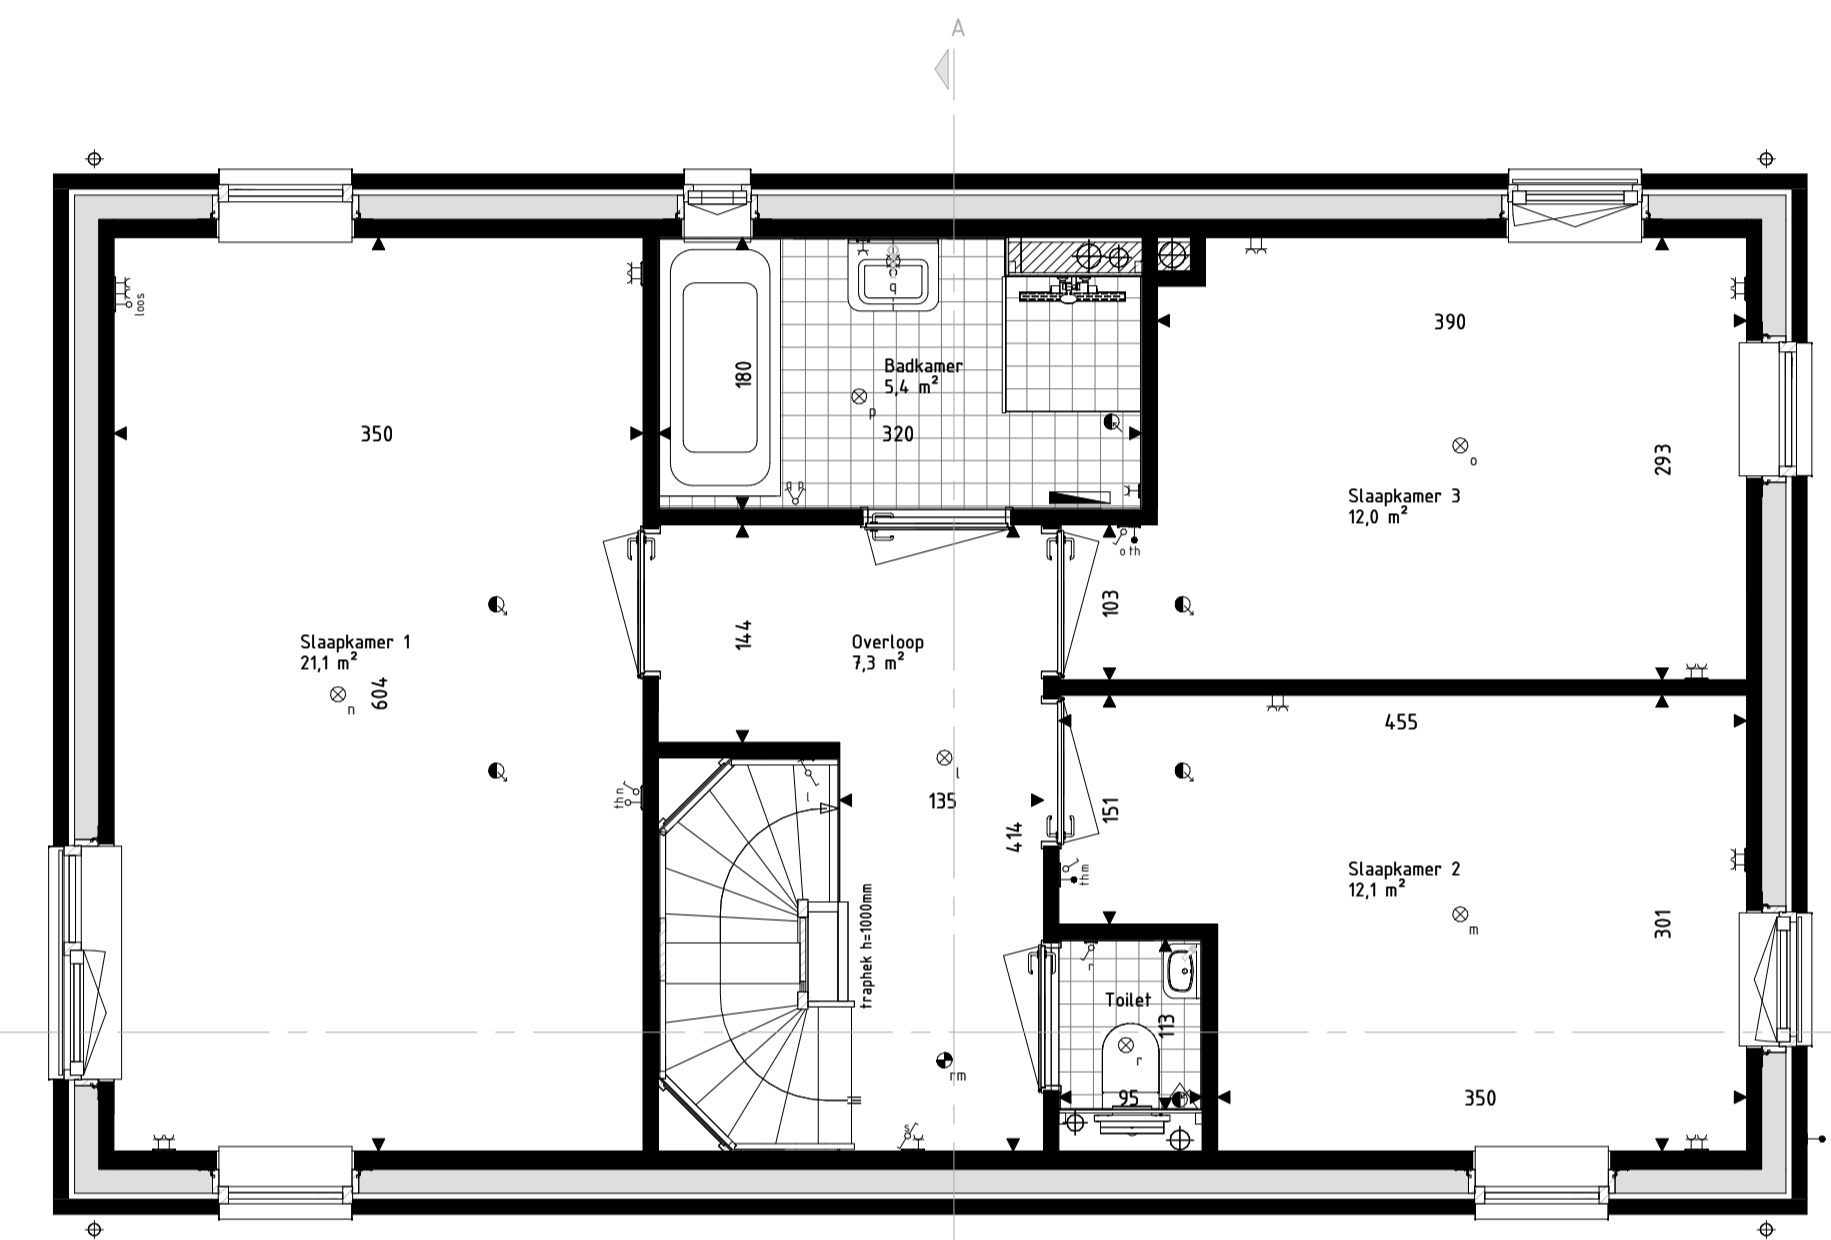 A
loos
Badkamer
5,4 m²
q
180
p
320
350
390
293
o
Slaapkamer 3
12,0 m²
o th
103
144
Slaapkamer 1
21,1 m²
604
n
Overloop
7,3 m²
455
l
l
135
414
151
thn
thm
Slaapkamer 2
12,1 m²
m
301
traphek h=1000mm
r
Toilet
113
r
rm
95
350
s